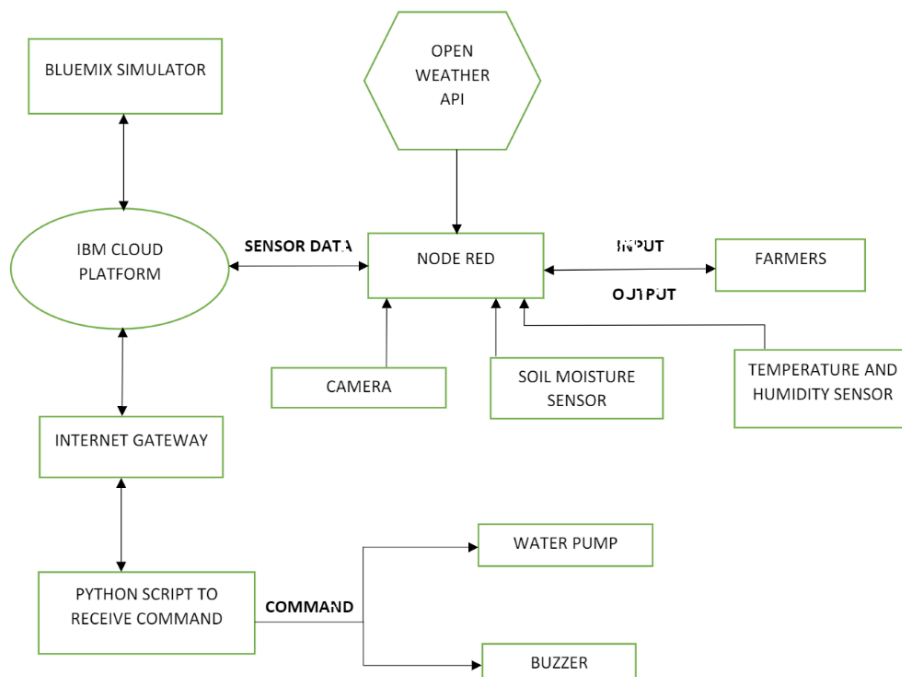 OPEN
WEATHER
API
BLUEMIX SIMULATOR
IBM CLOUD
PLATFORM
SENSOR DATA
NODE RED
INPUT
OUTPUT
FARMERS
CAMERA
SOIL MOISTURE
SENSOR
TEMPERATURE AND
HUMIDITY SENSOR
INTERNET GATEWAY
WATER PUMP
PYTHON SCRIPT TO
RECEIVE COMMAND
COMMAND
BUZZER